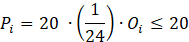 P_i = 20 · (1/24) · O_i ≤ 20